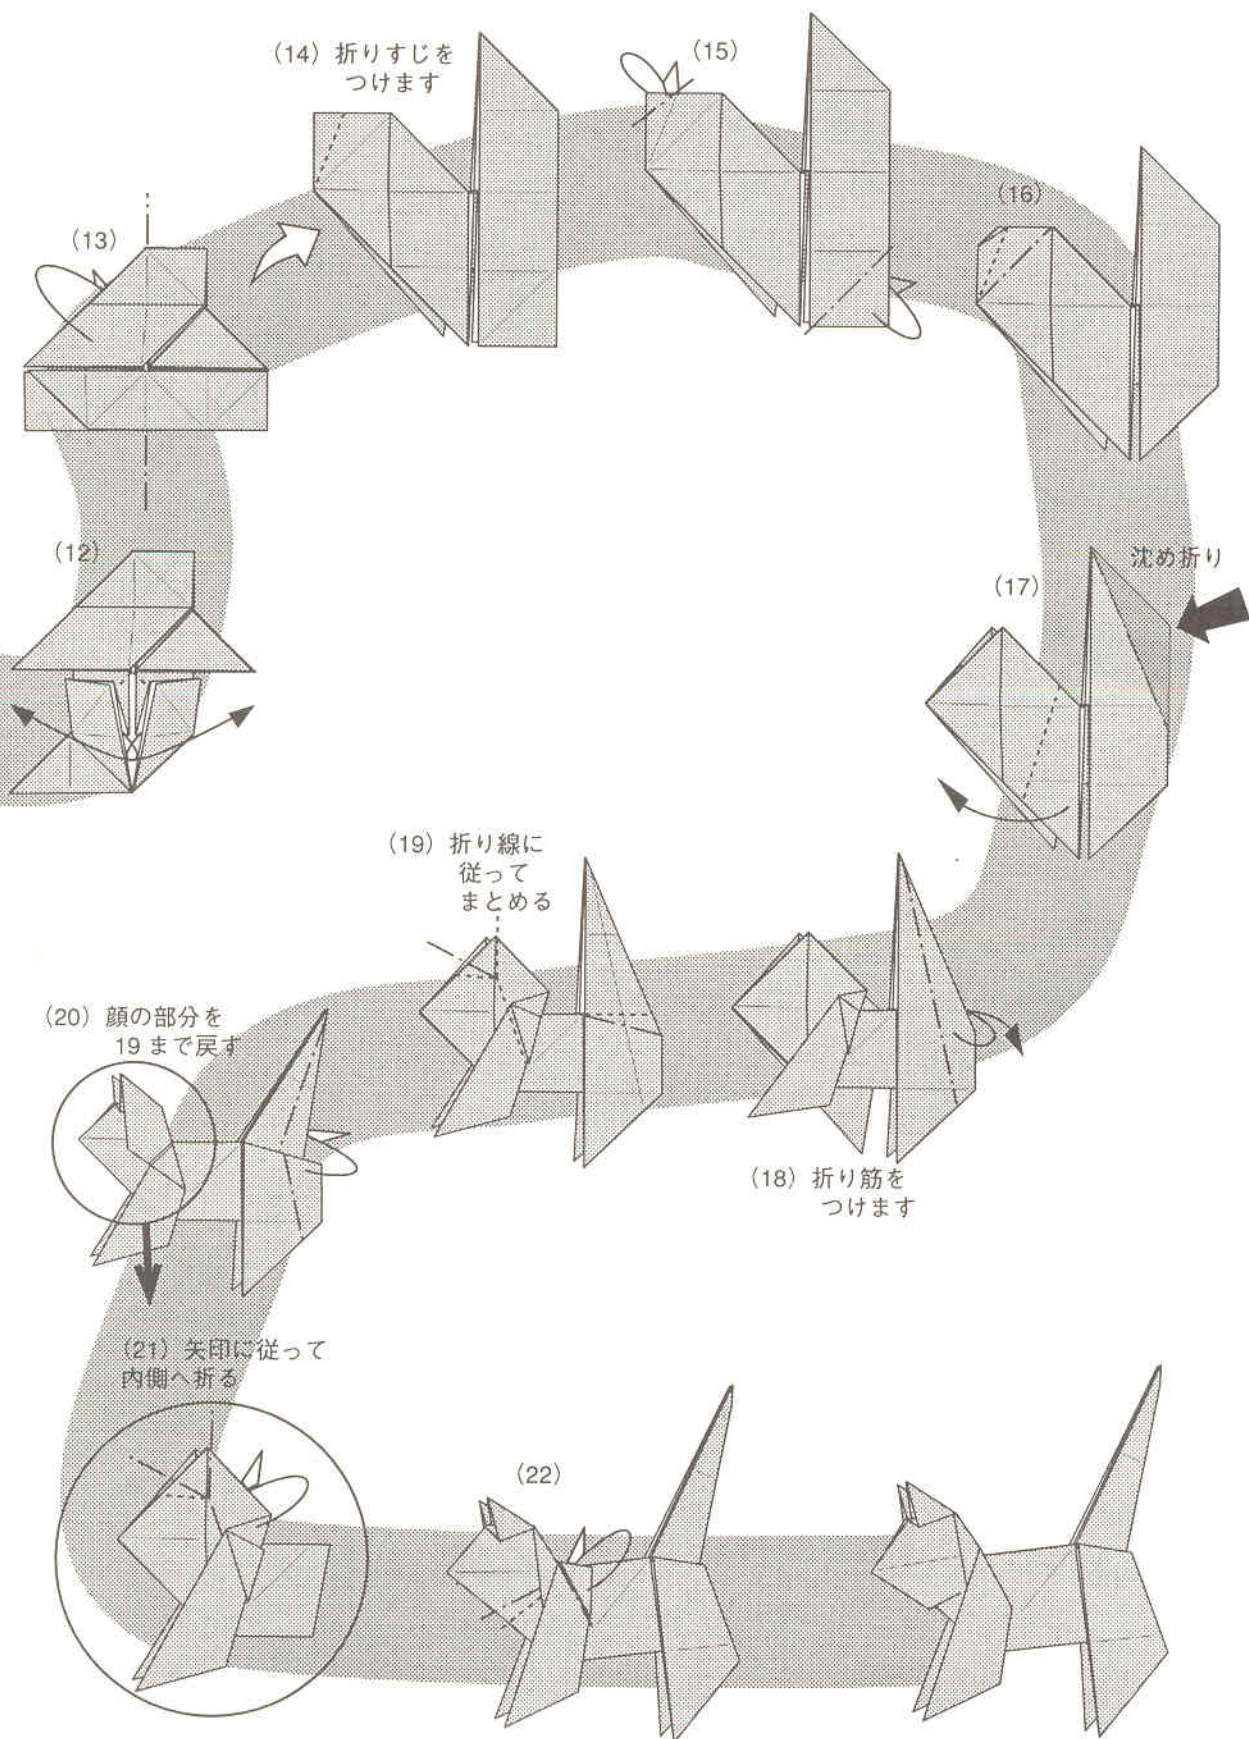 (12)
(13)
(14) 折りすじを
つけます
(15)
(16)
(17)
沈め折り
(18) 折り筋を
つけます
(19) 折り線に
従って
まとめる
(20) 顔の部分を
19まで戻す
(21) 矢印に従って
内側へ折る
(22)